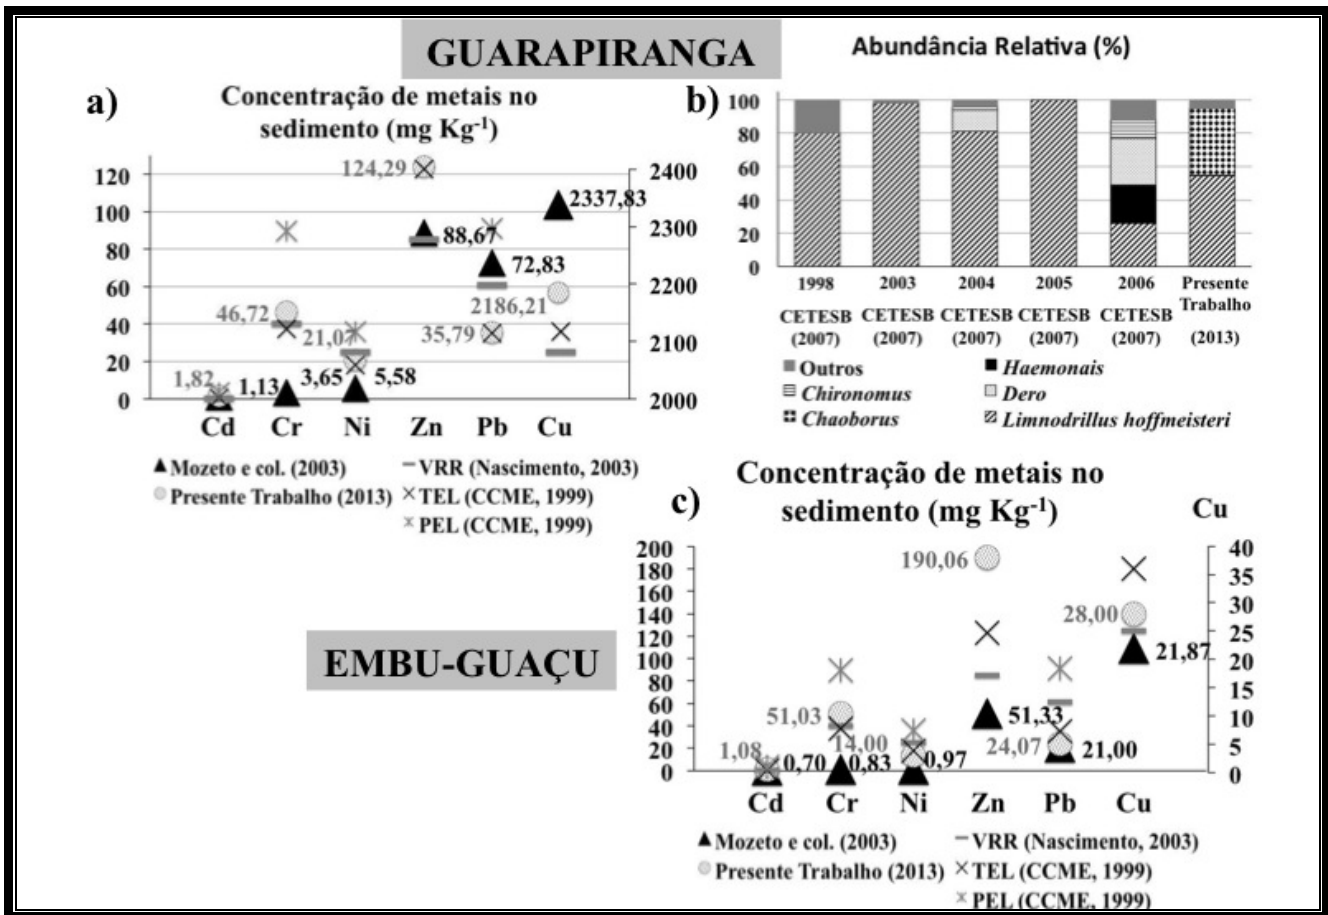 GUARAPIRANGA
a)
Concentração de metais no
sedimento (mg Kg-1)
120
100
80
60
40
20
0
2400
2300
2200
2100
2000
1,82
1,13
46,72
3,65
21,07
5,58
124,29
88,67
72,83
35,79
2337,83
2186,21
Cd Cr Ni Zn Pb Cu
▲ Mozeto e col. (2003) − VRR (Nascimento, 2003)
Presente Trabalho (2013) × TEL (CCME, 1999)
PEL (CCME, 1999)
b)
Abundância Relativa (%)
100
80
60
40
20
0
1998 2003 2004 2005 2006 Presente
Trabalho
CETESB CETESB CETESB CETESB CETESB
(2007) (2007) (2007) (2007) (2007) (2013)
Outros Haemonais
Chironomus Dero
Chaoborus Limnodrillus hoffmeisteri
EMBU-GUAÇU
c)
Concentração de metais no
sedimento (mg Kg-1)
Cu
200
180
160
140
120
100
80
60
40
20
0
40
35
30
25
20
15
10
5
0
1,08
0,70
51,03
0,83
14,00
0,97
190,06
51,33
24,07
21,00
28,00
21,87
Cd Cr Ni Zn Pb Cu
▲ Mozeto e col. (2003) − VRR (Nascimento, 2003)
Presente Trabalho (2013) × TEL (CCME, 1999)
PEL (CCME, 1999)